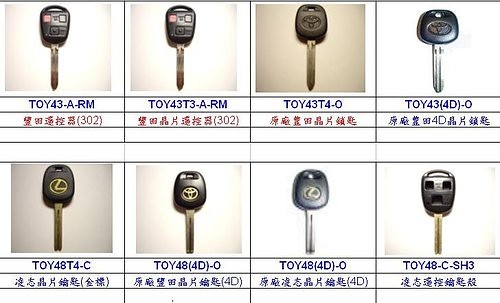 TOY43-A-RM
TOY43T3-A-RM
TOY43T4-O
TOY43(4D)-O
豐田遙控器(302)
豐田晶片遙控器(302)
原廠豐田晶片鎖匙
原廠豐田4D晶片鎖匙
TOY48T4-C
TOY48(4D)-O
TOY48(4D)-O
TOY48-C-SH3
凌志晶片鑰匙(金標)
原廠豐田晶片鑰匙(4D)
原廠凌志晶片鑰匙(4D)
凌志遙控鑰匙殼